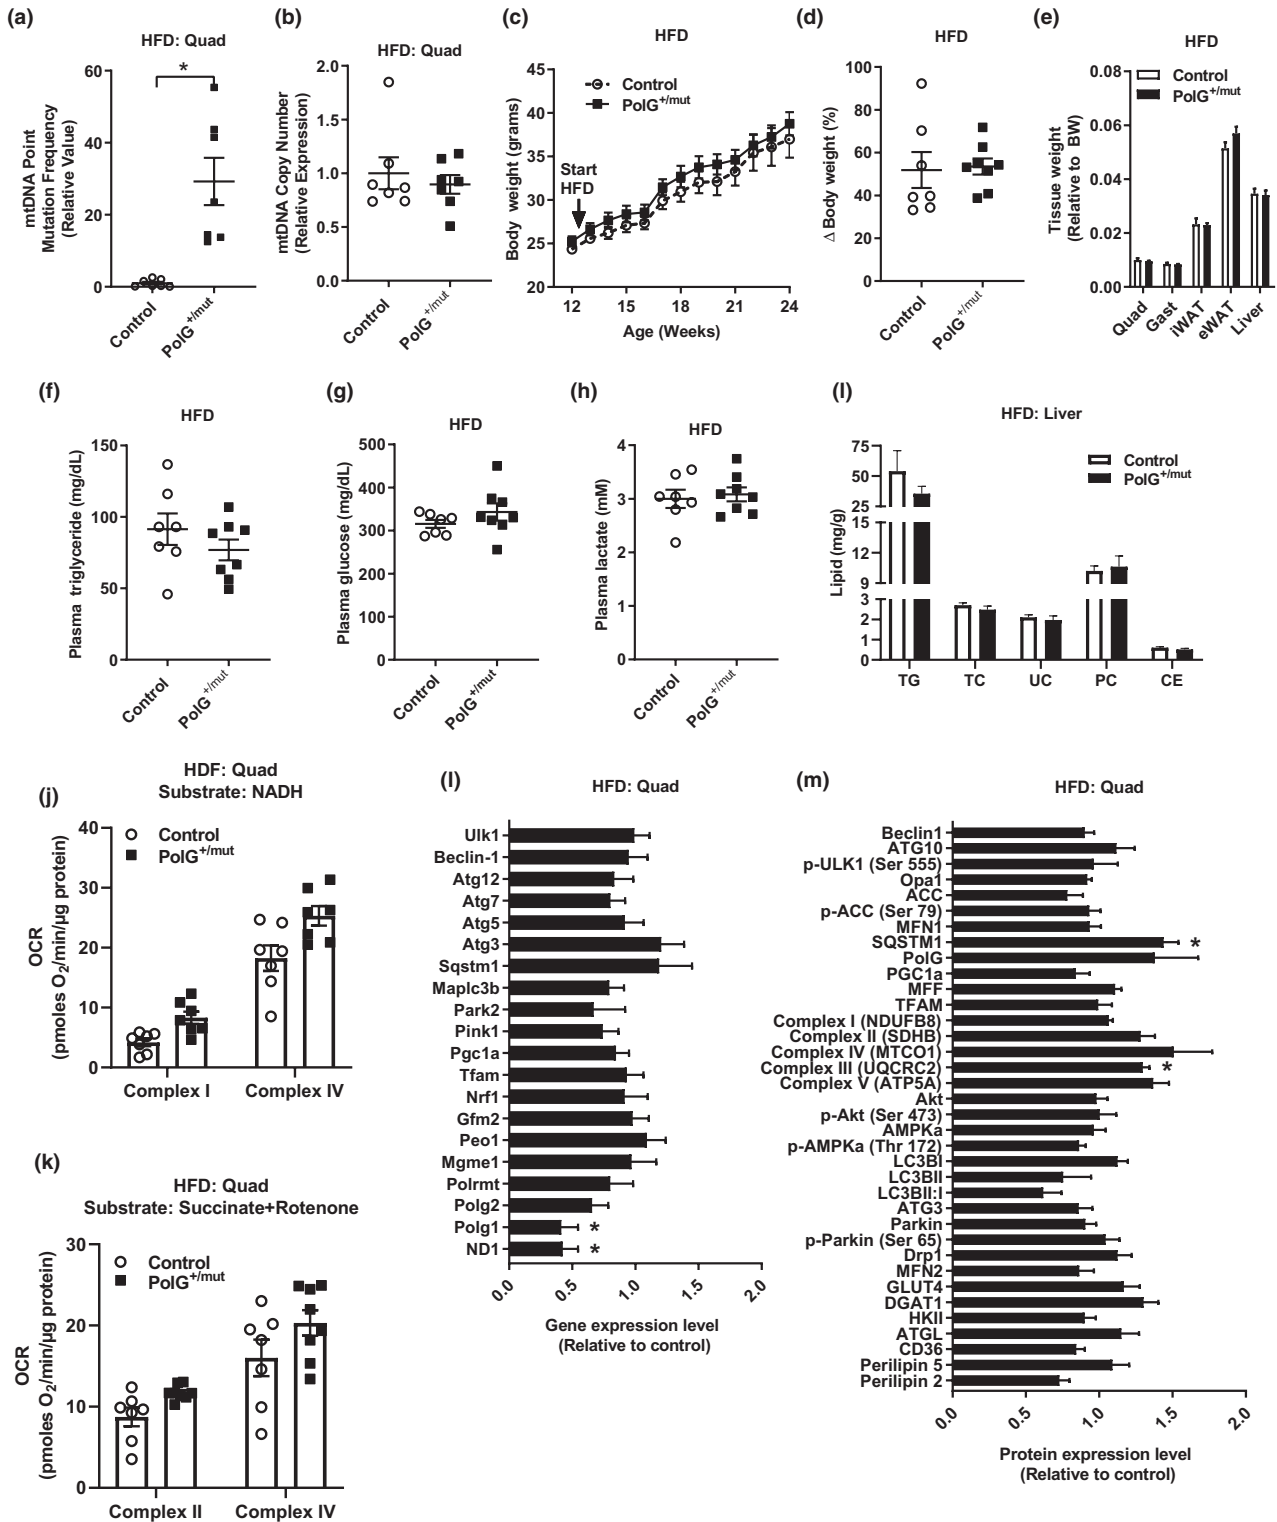 (a)
HFD: Quad
mtDNA Point
Mutation Frequency
(Relative Value)
60
40
20
0
*
Control
PolG+/mut
(b)
HFD: Quad
mtDNA Copy Number
(Relative Expression)
2.0
1.5
1.0
0.5
0.0
Control
PolG+/mut
(c)
HFD
Body weight (grams)
45
40
35
30
25
20
Control
PolG+/mut
Start
HFD
12 15 18 21 24
Age (Weeks)
(d)
HFD
Δ Body weight (%)
100
80
60
40
20
0
Control
PolG+/mut
(e)
HFD
Tissue weight
(Relative to BW)
0.08
0.06
0.04
0.02
0.00
Control
PolG+/mut
Quad
Gast
iWAT
eWAT
Liver
(f)
HFD
Plasma triglyceride (mg/dL)
150
100
50
0
Control
PolG+/mut
(g)
HFD
Plasma glucose (mg/dL)
500
400
300
200
100
0
Control
PolG+/mut
(h)
HFD
Plasma lactate (mM)
4
3
2
1
0
Control
PolG+/mut
(I)
HFD: Liver
Lipid (mg/g)
75
50
25
15
12
9
3
2
1
0
Control
PolG+/mut
TG TC UC PC CE
(j)
HDF: Quad
Substrate: NADH
OCR
(pmoles O2/min/µg protein)
40
30
20
10
0
Control
PolG+/mut
Complex I Complex IV
(k)
HFD: Quad
Substrate: Succinate+Rotenone
OCR
(pmoles O2/min/µg protein)
30
20
10
0
Control
PolG+/mut
Complex II Complex IV
(l)
HFD: Quad
Ulk1
Beclin-1
Atg12
Atg7
Atg5
Atg3
Sqstm1
Maplc3b
Park2
Pink1
Pgc1a
Tfam
Nrf1
Gfm2
Peo1
Mgme1
Polrmt
Polg2
Polg1 *
ND1 *
0.0 0.5 1.0 1.5 2.0
Gene expression level
(Relative to control)
(m)
HFD: Quad
Beclin1
ATG10
p-ULK1 (Ser 555)
Opa1
ACC
p-ACC (Ser 79)
MFN1
SQSTM1 *
PolG
PGC1a
MFF
TFAM
Complex I (NDUFB8)
Complex II (SDHB)
Complex IV (MTCO1)
Complex III (UQCRC2) *
Complex V (ATP5A)
Akt
p-Akt (Ser 473)
AMPKa
p-AMPKa (Thr 172)
LC3BI
LC3BII
LC3BII:I
ATG3
Parkin
p-Parkin (Ser 65)
Drp1
MFN2
GLUT4
DGAT1
HKII
ATGL
CD36
Perilipin 5
Perilipin 2
0.0 0.5 1.0 1.5 2.0
Protein expression level
(Relative to control)